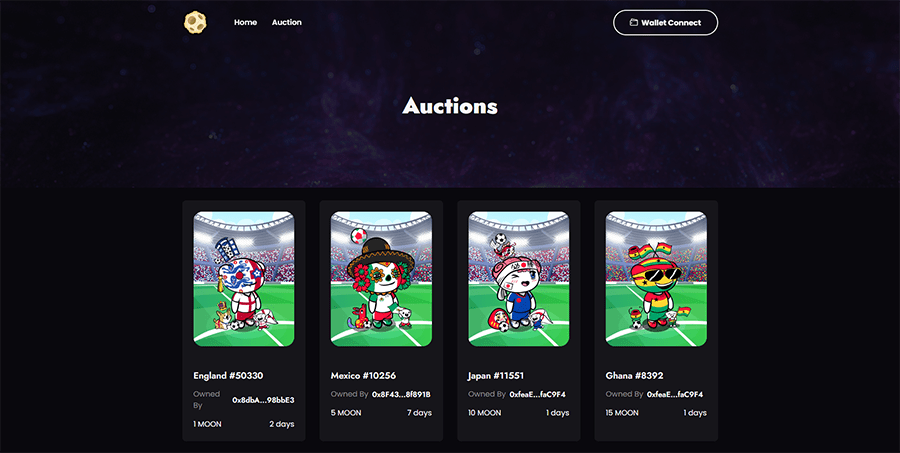 Home Auction Wallet Connect
Auctions
England #50330
Owned By 0x8dbA...98bbE3
1 MOON 2 days
Mexico #10256
Owned By 0x8F43...8f891B
5 MOON 7 days
Japan #11551
Owned By 0xfeaE...faC9F4
10 MOON 1 days
Ghana #8392
Owned By 0xfeaE...faC9F4
15 MOON 1 days